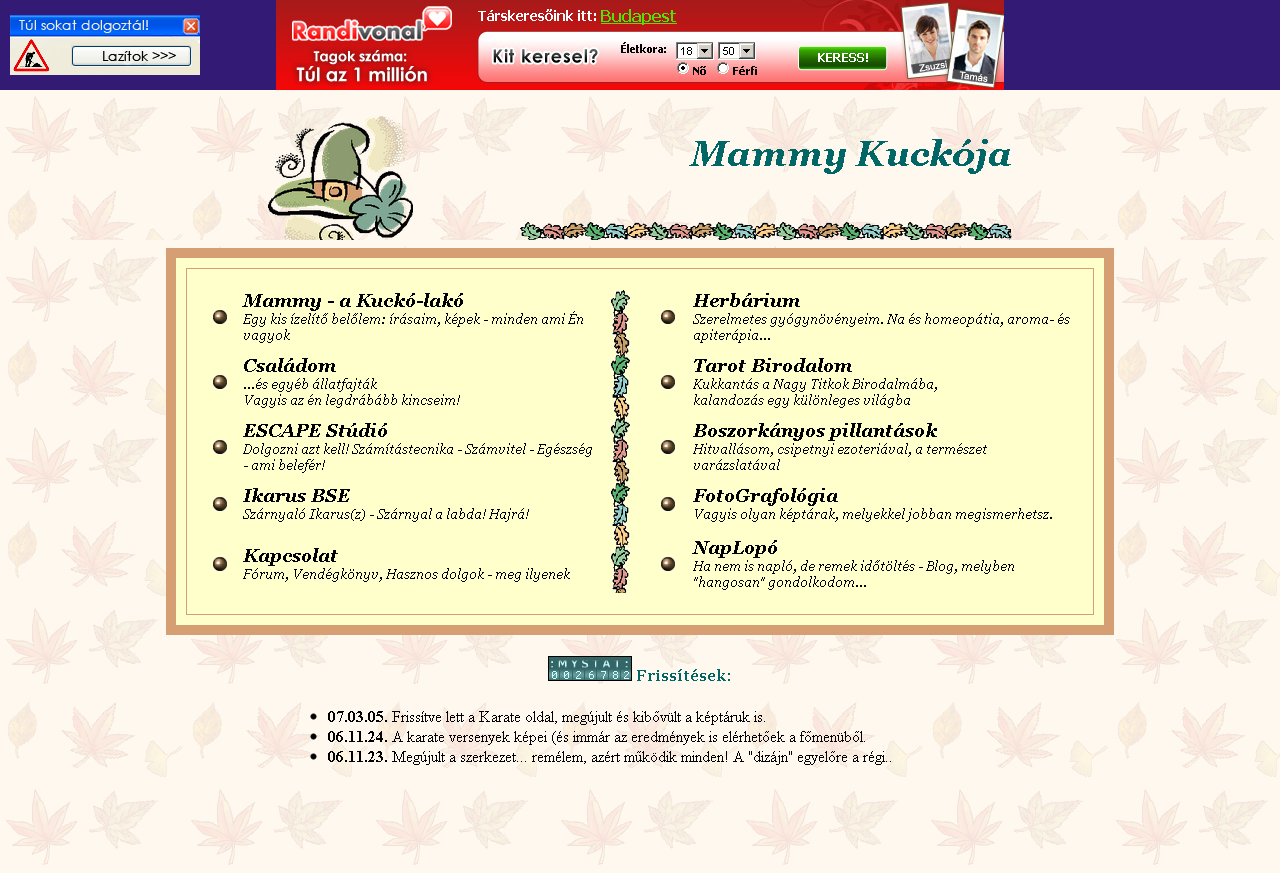 Túl sokat dolgoztál!
Lazítok >>>
Randivonal
Tagok száma:
Túl az 1 millión
Társkeresőink itt: Budapest
Kit keresel?
Életkora:
18
50
Nő
Férfi
KERESS!
Zsuzsi
Tamás
Mammy Kuckója
Mammy - a Kuckó-lakó
Egy kis ízelítő belőlem: írásaim, képek - minden ami Én
vagyok
Családom
...és egyéb állatfajták
Vagyis az én legdrábább kincseim!
ESCAPE Stúdió
Dolgozni azt kell! Számítástecnika - Számvitel - Egészség
- ami belefér!
Ikarus BSE
Szárnyaló Ikarus(z) - Szárnyal a labda! Hajrá!
Kapcsolat
Fórum, Vendégkönyv, Hasznos dolgok - meg ilyenek
Herbárium
Szerelmetes gyógynövényeim. Na és homeopátia, aroma- és
apiterápia...
Tarot Birodalom
Kukkantás a Nagy Titkok Birodalmába,
kalandozás egy különleges világba
Boszorkányos pillantások
Hitvallásom, csipetnyi ezoteriával, a természet
varázslatával
FotoGrafológia
Vagyis olyan képtárak, melyekkel jobban megismerhetsz.
NapLopó
Ha nem is napló, de remek időtöltés - Blog, melyben
"hangosan" gondolkodom...
:MYSTAT:
0026782
Frissítések:
07.03.05. Frissítve lett a Karate oldal, megújult és kibővült a képtáruk is.
06.11.24. A karate versenyek képei (és immár az eredmények is elérhetőek a főmenüből.
06.11.23. Megújult a szerkezet... remélem, azért működik minden! A "dizájn" egyelőre a régi..